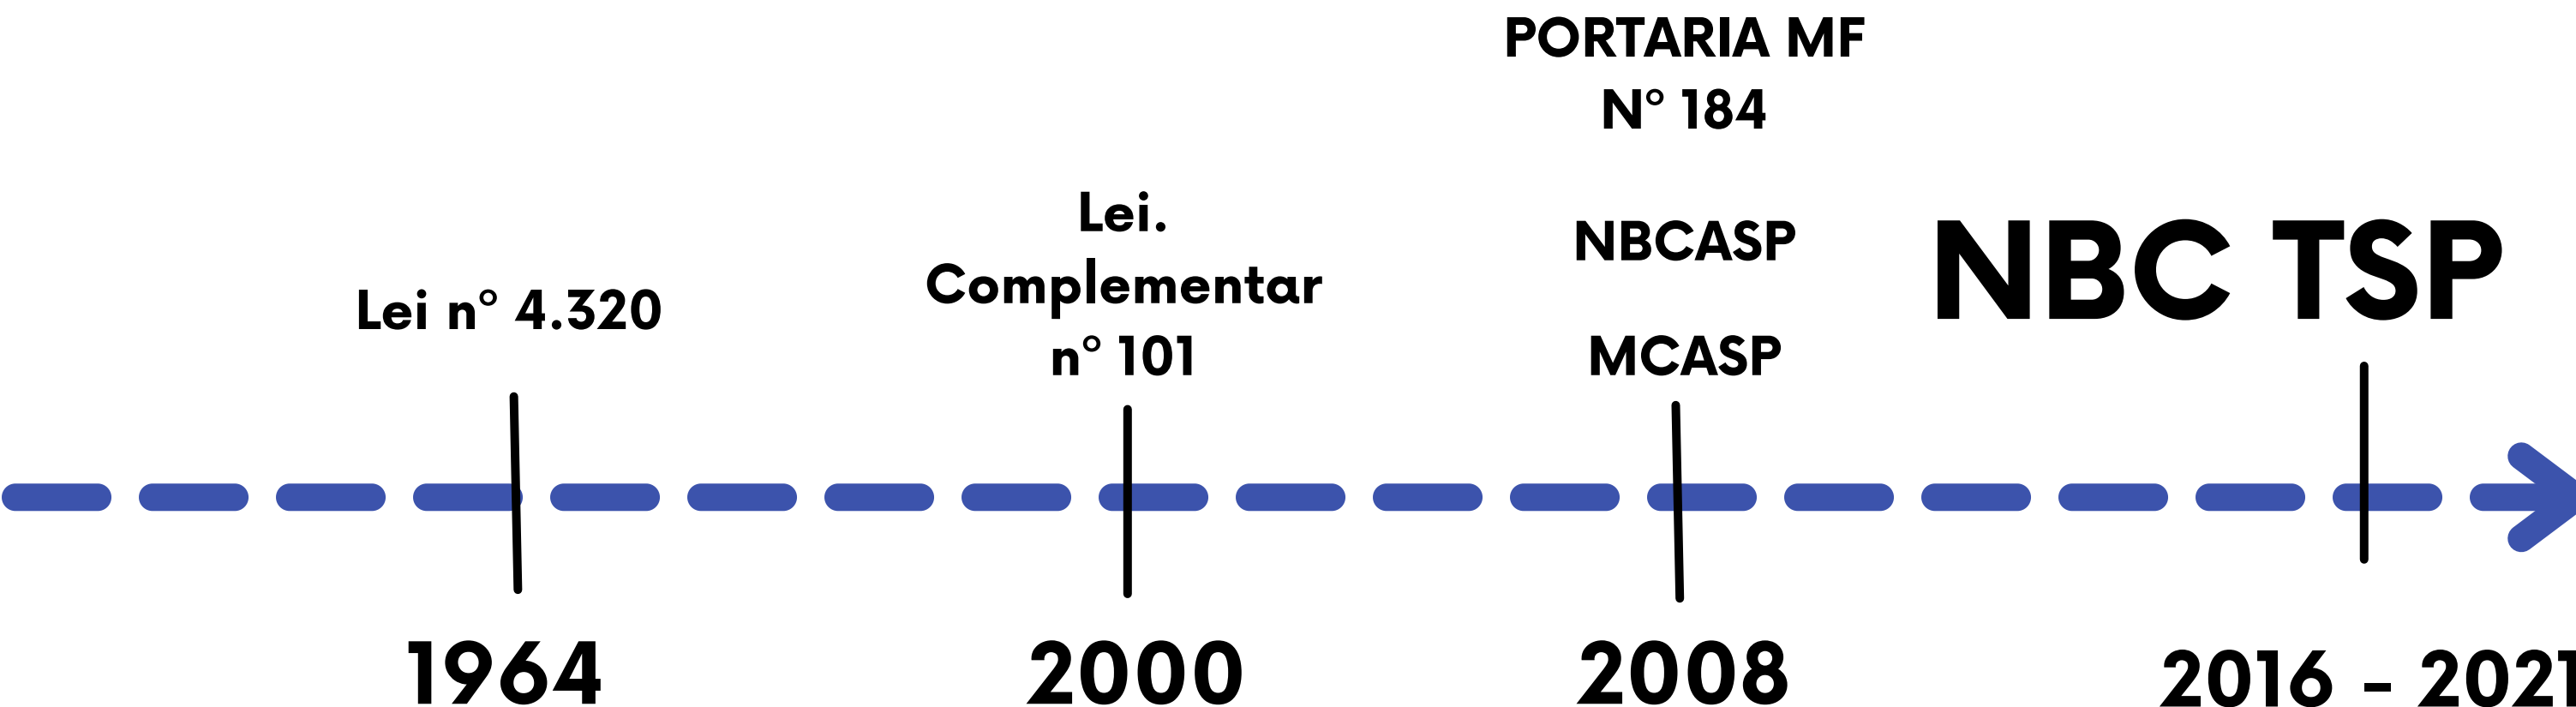 PORTARIA MF
N° 184
NBCASP
MCASP
Lei.
Complementar
n° 101
Lei n° 4.320
NBC TSP
1964
2000
2008
2016 - 2021